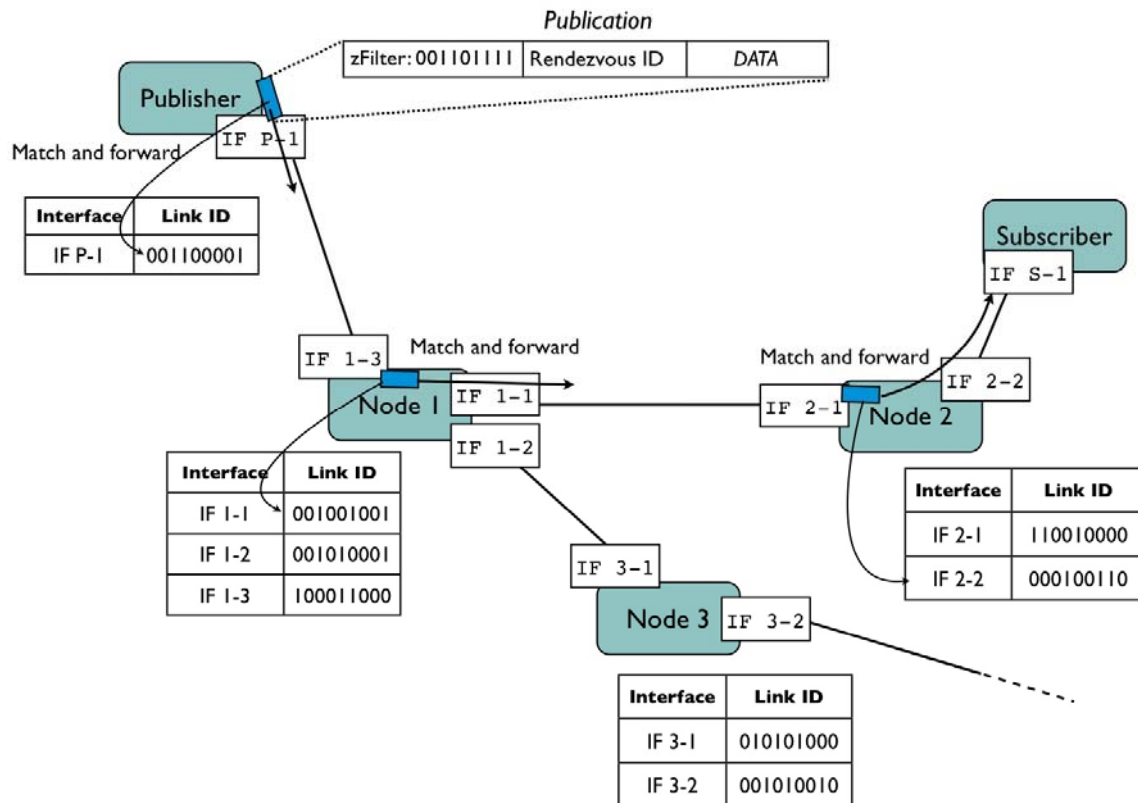 Publication
zFilter: 001101111 Rendezvous ID DATA
Publisher
IF P-1
Match and forward
Interface Link ID
IF P-1 001100001
Subscriber
IF S-1
IF 1-3
Match and forward
Match and forward
IF 2-2
Node 1
IF 1-1
IF 2-1
Node 2
IF 1-2
Interface Link ID
IF 1-1 001001001
IF 1-2 001010001
IF 1-3 100011000
Interface Link ID
IF 2-1 110010000
IF 2-2 000100110
IF 3-1
Node 3
IF 3-2
Interface Link ID
IF 3-1 010101000
IF 3-2 001010010